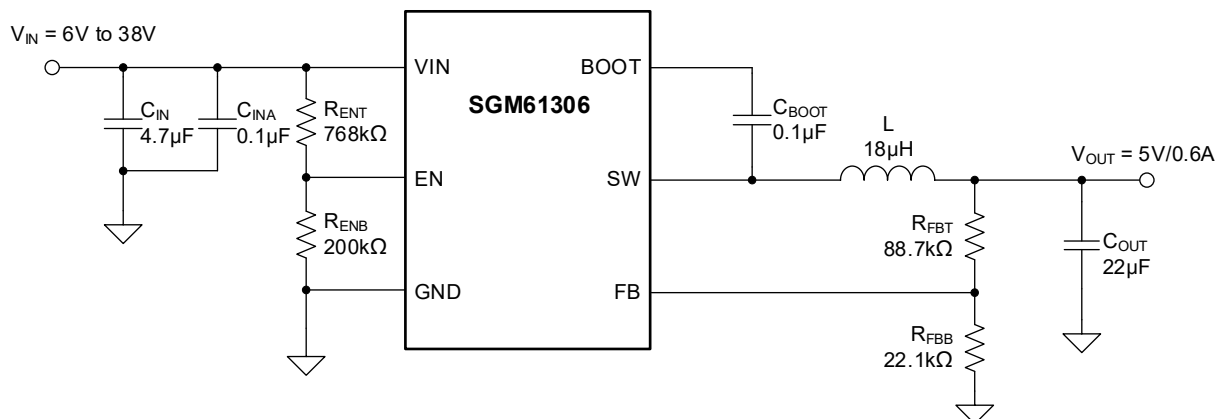 V_IN = 6V to 38V
C_IN
4.7μF
C_INA
0.1μF
R_ENT
768kΩ
R_ENB
200kΩ
VIN
EN
GND
SGM61306
BOOT
SW
FB
C_BOOT
0.1μF
L
18μH
V_OUT = 5V/0.6A
R_FBT
88.7kΩ
C_OUT
22μF
R_FBB
22.1kΩ